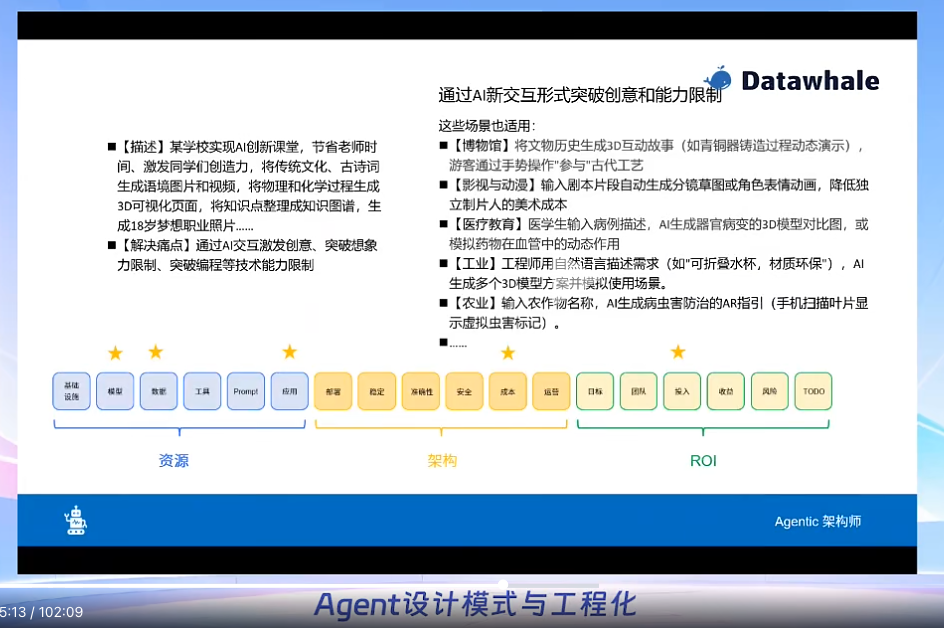 Datawhale
通过AI新交互形式突破创意和能力限制
■【描述】某学校实现AI创新课堂，节省老师时
间、激发同学们创造力，将传统文化、古诗词
生成语境图片和视频，将物理和化学过程生成
3D可视化页面，将知识点整理成知识图谱，生
成18岁梦想职业照片……
■【解决痛点】通过AI交互激发创意、突破想象
力限制、突破编程等技术能力限制
这些场景也适用：
■【博物馆】将文物历史生成3D互动故事（如青铜器铸造过程动态演示），
游客通过手势操作"参与"古代工艺
■【影视与动漫】输入剧本片段自动生成分镜草图或角色表情动画，降低独
立制片人的美术成本
■【医疗教育】医学生输入病例描述，AI生成器官病变的3D模型对比图，或
模拟药物在血管中的动态作用
■【工业】工程师用自然语言描述需求（如"可折叠水杯，材质环保"），AI
生成多个3D模型方案并模拟使用场景。
■【农业】输入农作物名称，AI生成病虫害防治的AR指引（手机扫描叶片显
示虚拟虫害标记）。
■……
基础
设施
模型
数据
工具
Prompt
应用
部署
稳定
准确性
安全
成本
运营
目标
团队
投入
收益
风险
TODO
资源
架构
ROI
Agentic 架构师
Agent设计模式与工程化
5:13 / 102:09